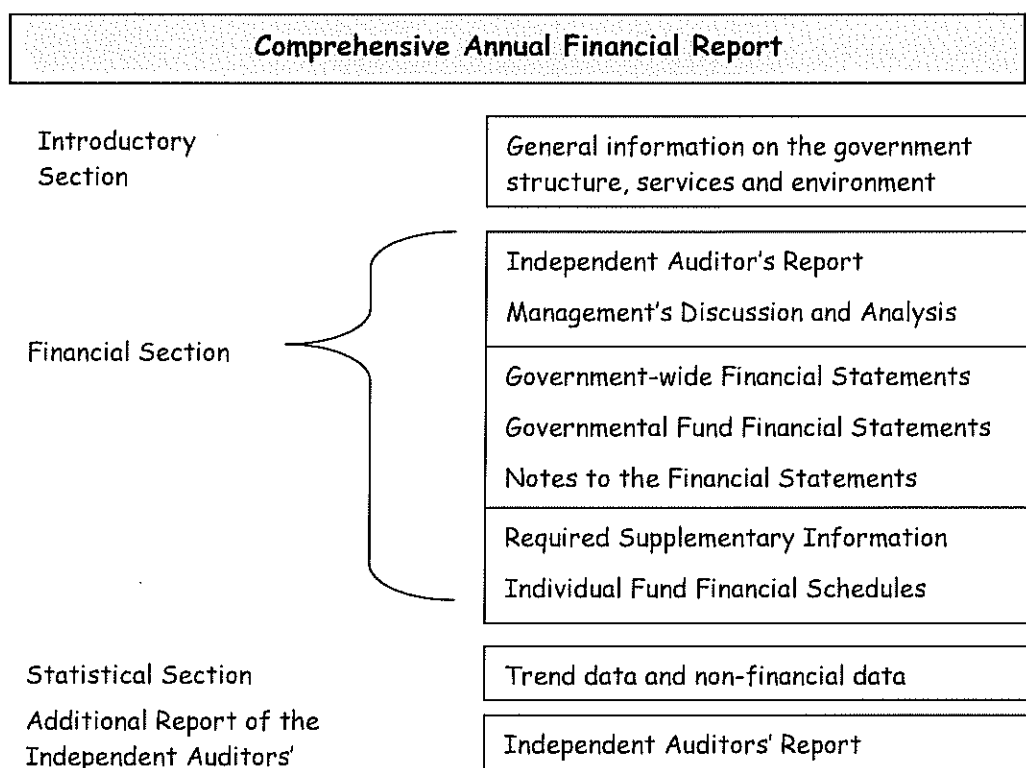 Comprehensive Annual Financial Report
Introductory
Section
General information on the government
structure, services and environment
Financial Section
Independent Auditor's Report
Management's Discussion and Analysis
Government-wide Financial Statements
Governmental Fund Financial Statements
Notes to the Financial Statements
Required Supplementary Information
Individual Fund Financial Schedules
Statistical Section
Trend data and non-financial data
Additional Report of the
Independent Auditors'
Independent Auditors' Report